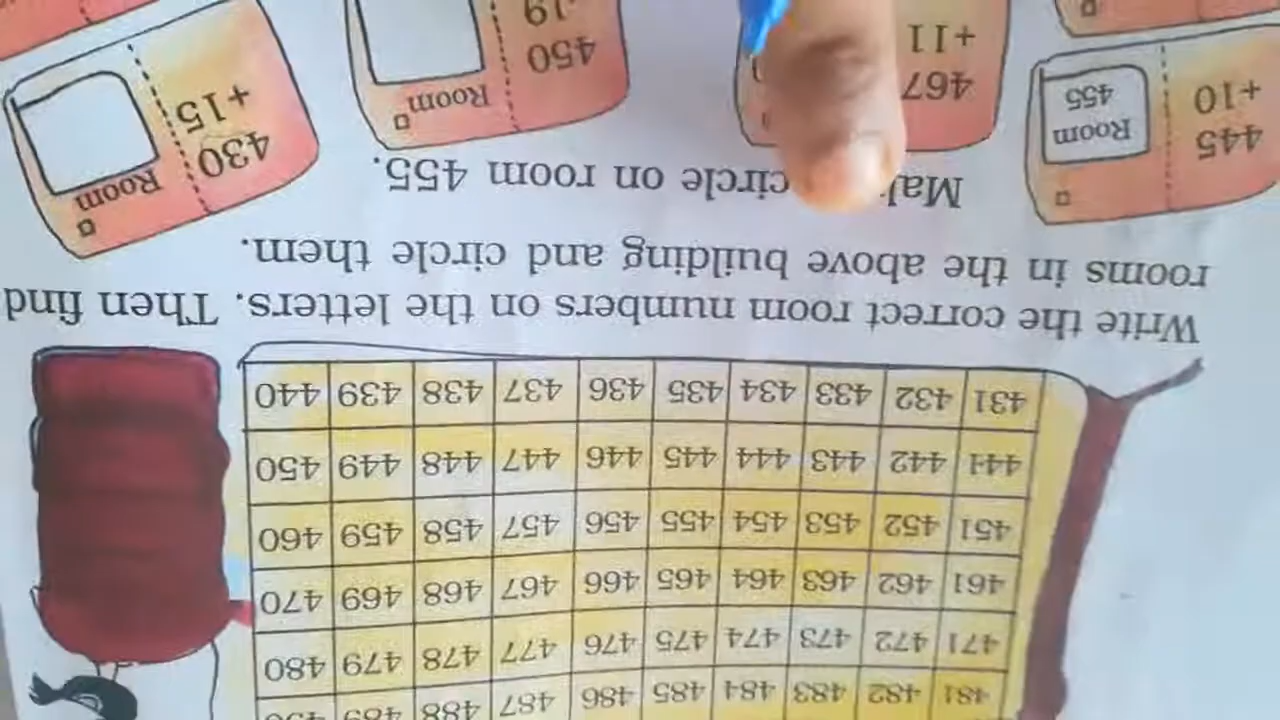 481 482 483 484 485 486 487 488 489
471 472 473 474 475 476 477 478 479 480
461 462 463 464 465 466 467 468 469 470
451 452 453 454 455 456 457 458 459 460
441 442 443 444 445 446 447 448 449 450
431 432 433 434 435 436 437 438 439 440
Write the correct room numbers on the letters. Then find
rooms in the above building and circle them.
circle on room 455.
445
+10
Room
455
467
+11
450
19
Room
430
+15
Room